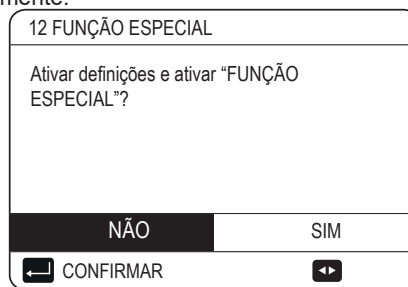 mente.
12 FUNÇÃO ESPECIAL
Ativar definições e ativar “FUNÇÃO
ESPECIAL”?
NÃO
SIM
CONFIRMAR